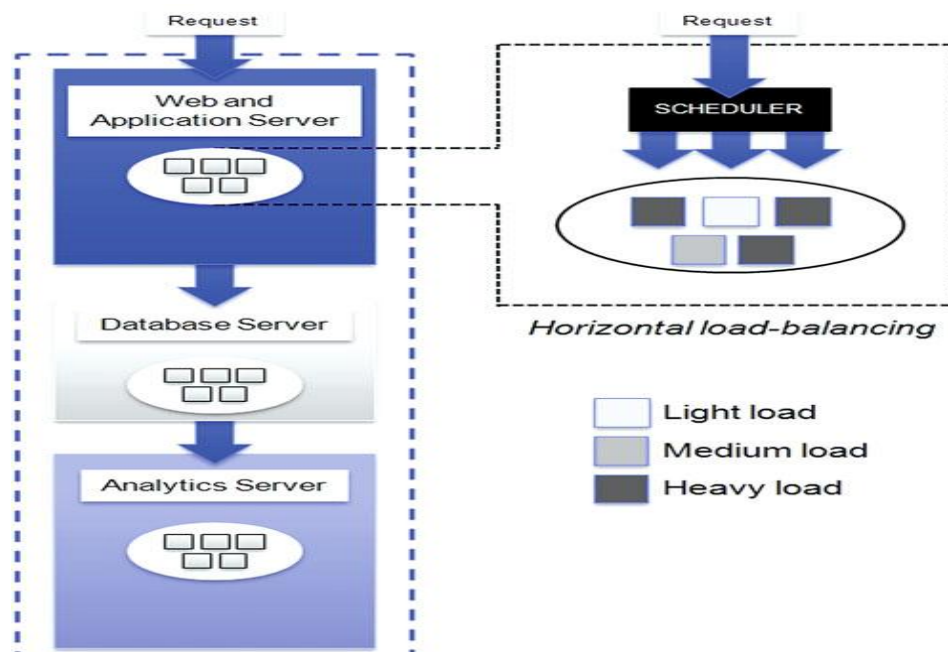 Request
Web and
Application Server
Database Server
Analytics Server
Request
SCHEDULER
Horizontal load-balancing
Light load
Medium load
Heavy load